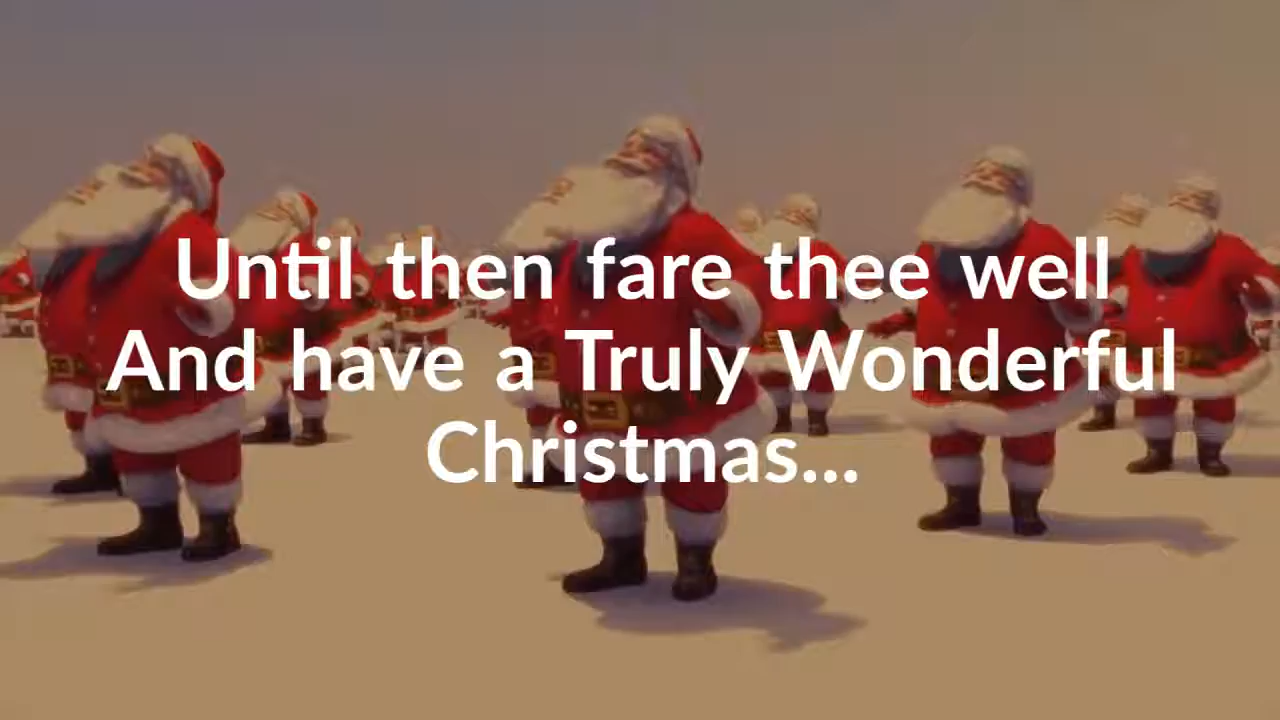 Until then fare thee well
And have a Truly Wonderful
Christmas...